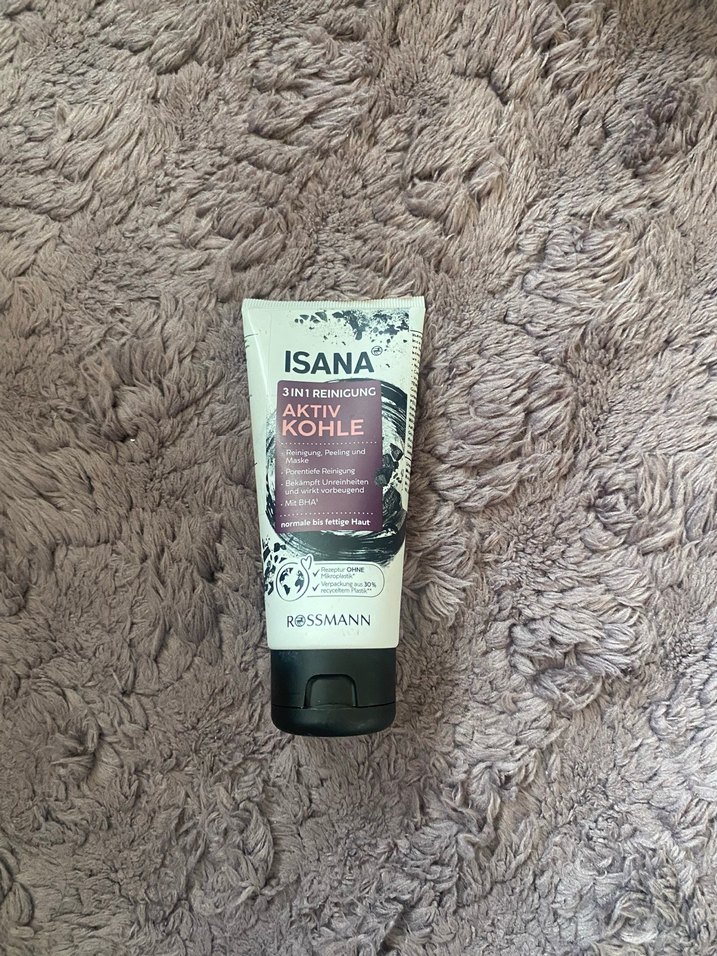 ISANA
3 IN 1 REINIGUNG
AKTIV
KOHLE
· Reinigung, Peeling und
Maske
· Porentiefe Reinigung
· Bekämpft Unreinheiten
und wirkt vorbeugend
· Mit BHA¹
normale bis fettige Haut
✓ Rezeptur OHNE
Mikroplastik*
✓ Verpackung aus 30%
recyceltem Plastik**
ROSSMANN